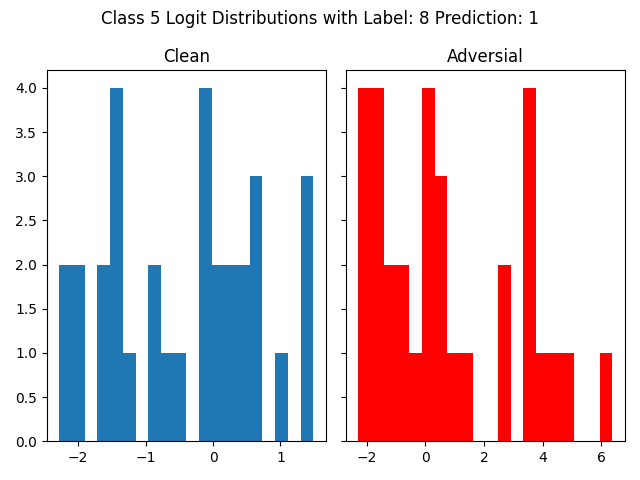 Class 5 Logit Distributions with Label: 8 Prediction: 1
Clean
Adversial
4.0
3.5
3.0
2.5
2.0
1.5
1.0
0.5
0.0
−2 −1 0 1
−2 0 2 4 6